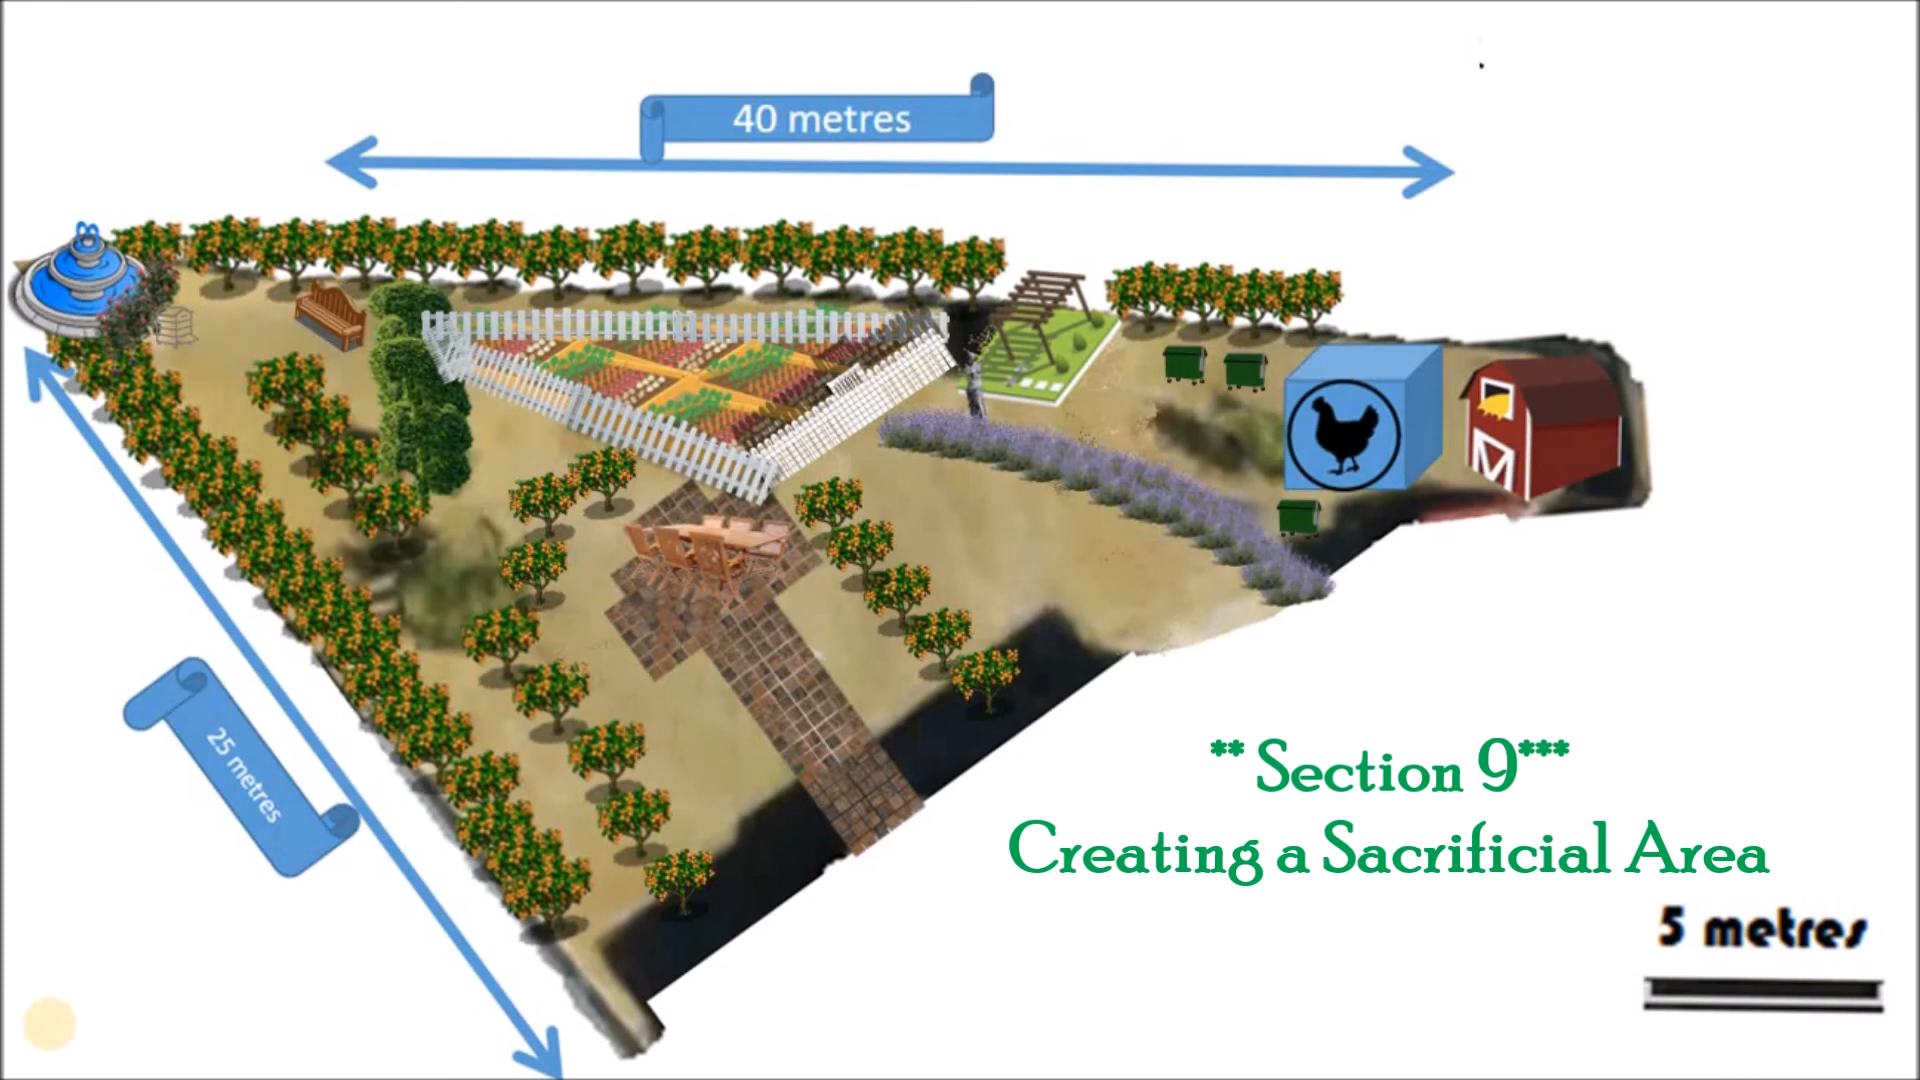 40 metres
25 metres
** Section 9***
Creating a Sacrificial Area
5 metres